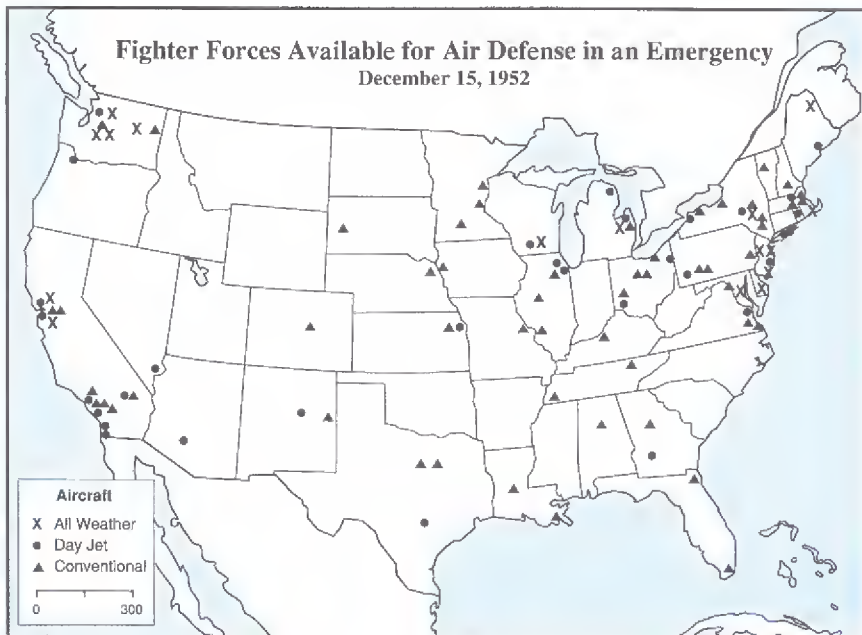 Fighter Forces Available for Air Defense in an Emergency
December 15, 1952
Aircraft
X All Weather
● Day Jet
▲ Conventional
0 300